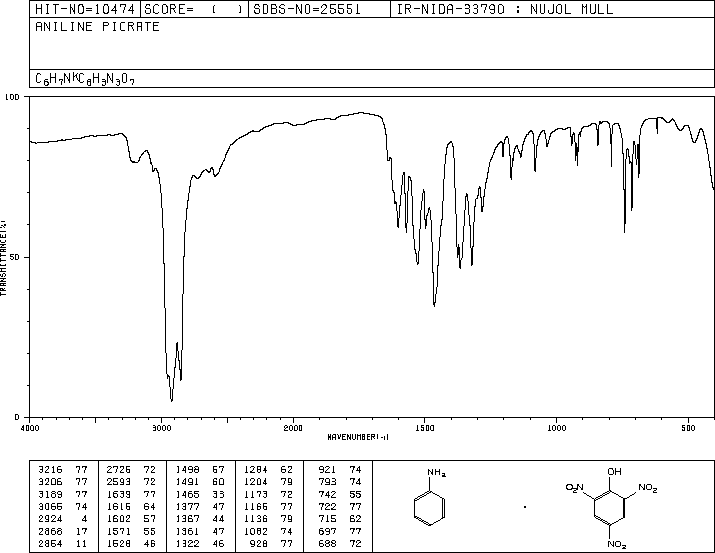 HIT-NO=10474 SCORE= ( ) SDBS-NO=25551 IR-NIDA-33790 : NUJOL MULL
ANILINE PICRATE
C6H7N·C6H3N3O7
100
50
0
TRANSMITTANCE(%)
4000 3000 2000 1500 1000 500
WAVENUMBER(-1)
3216 77 2726 72 1498 67 1284 62 921 74
3206 77 2593 72 1491 60 1204 79 793 74
3189 77 1639 77 1465 33 1173 72 742 55
3065 74 1616 64 1377 47 1166 77 722 77
2924 4 1602 57 1367 44 1136 79 715 62
2866 17 1571 55 1361 47 1082 74 697 77
2854 11 1528 46 1322 46 928 77 688 72
NH2
OH
O2N NO2
NO2